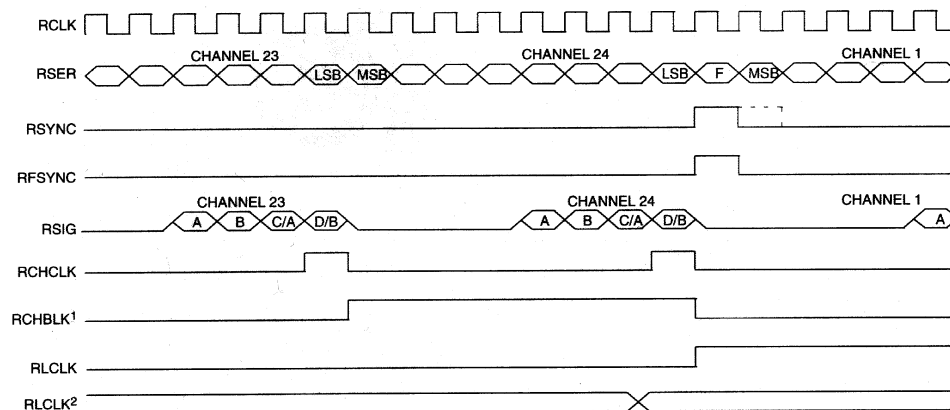 RCLK
CHANNEL 23 CHANNEL 24 CHANNEL 1
RSER LSB MSB LSB F MSB
RSYNC
RFSYNC
CHANNEL 23 CHANNEL 24 CHANNEL 1
RSIG A B C/A D/B A B C/A D/B A
RCHCLK
RCHBLK¹
RLCLK
RLCLK²